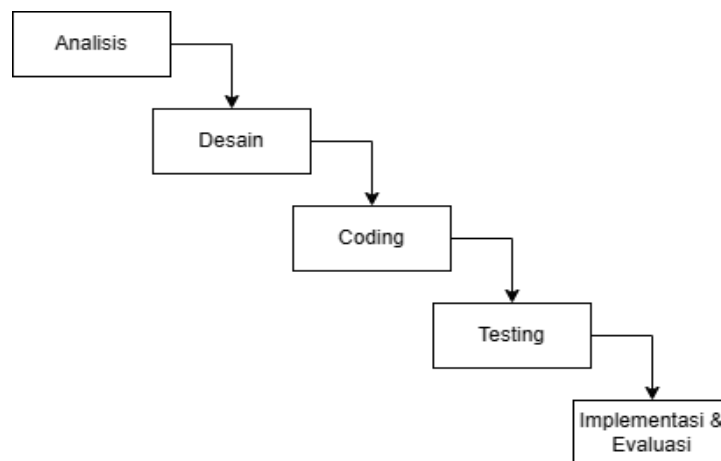 Analisis
Desain
Coding
Testing
Implementasi &
Evaluasi